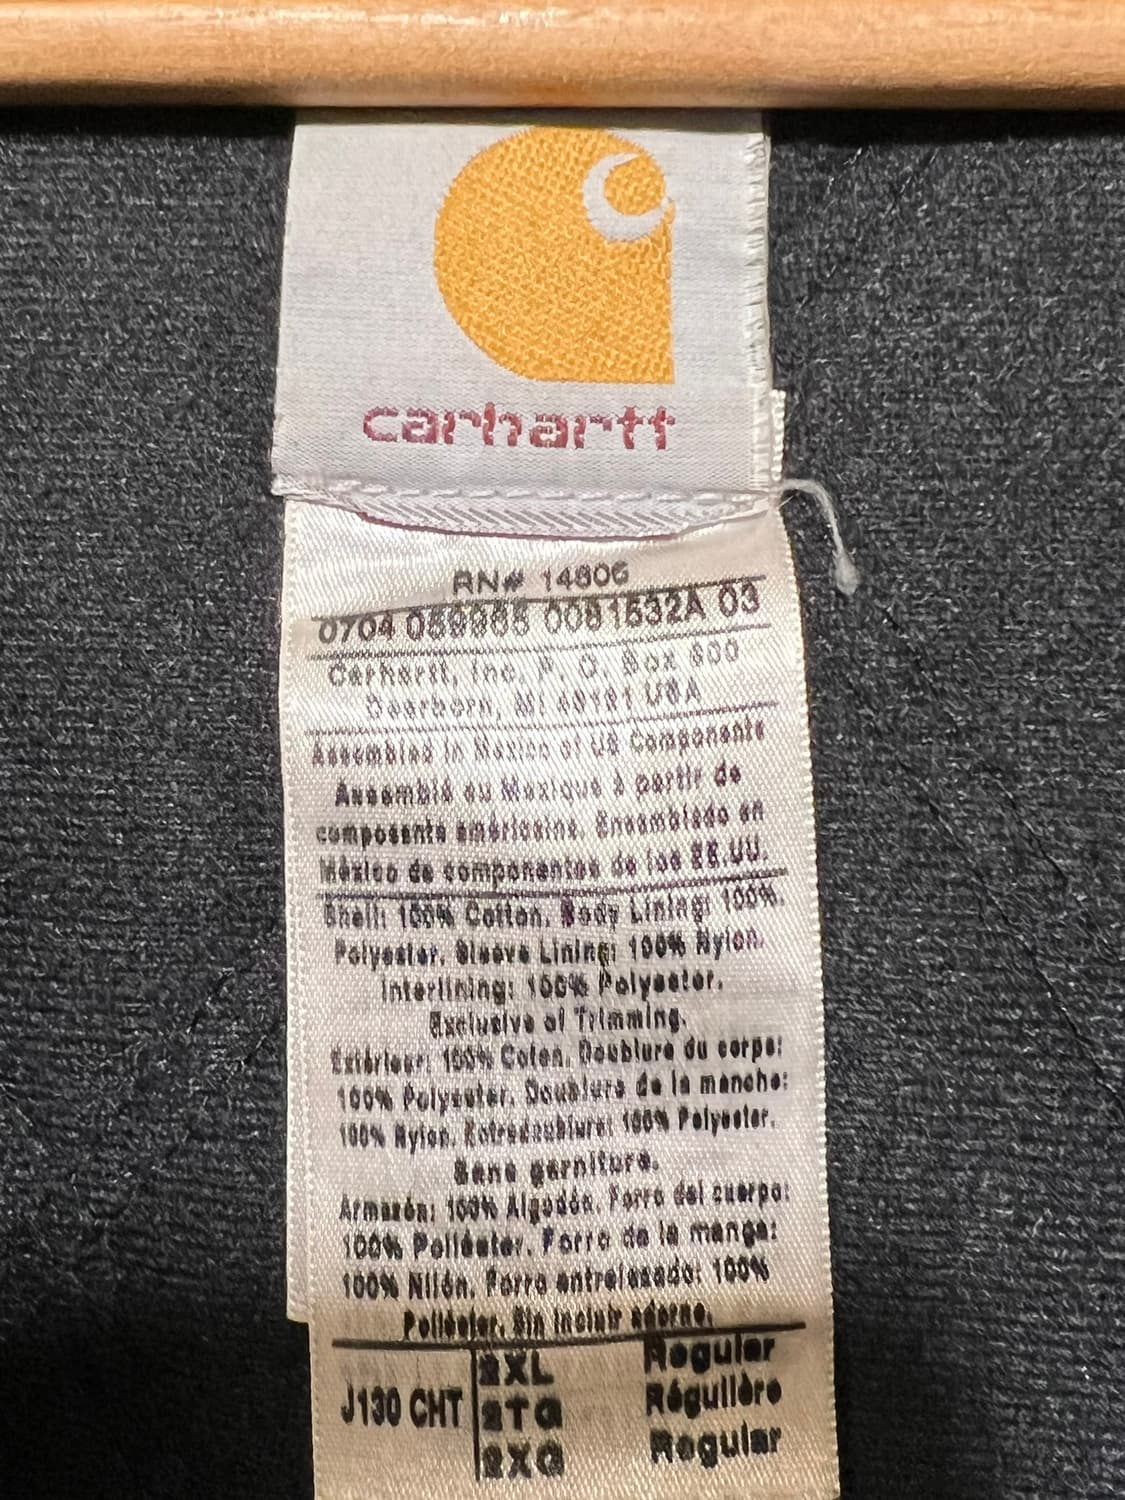 carhartt
RN# 14806
0704 059965 0081532A 03
Carhartt, Inc. P. O. Box 600
Dearborn, MI 48121 USA
Assembled in Mexico of US Components
Assemblé au Mexique à partir de
composants américains. Ensamblado en
México de componentes de los EE.UU.
Shell: 100% Cotton. Body Lining: 100%
Polyester. Sleeve Lining: 100% Nylon.
Interlining: 100% Polyester.
Exclusive of Trimming.
Extérieur: 100% Coton. Doublure du corps:
100% Polyester. Doublure de la manche:
100% Nylon. Entredoublure: 100% Polyester.
Sans garniture.
Armazón: 100% Algodón. Forro del cuerpo:
100% Poliéster. Forro de la manga:
100% Nilón. Forro entrelazado: 100%
Poliéster. Sin incluir adorno.
J130 CHT
2XL Regular
2TG Régulière
2XG Regular